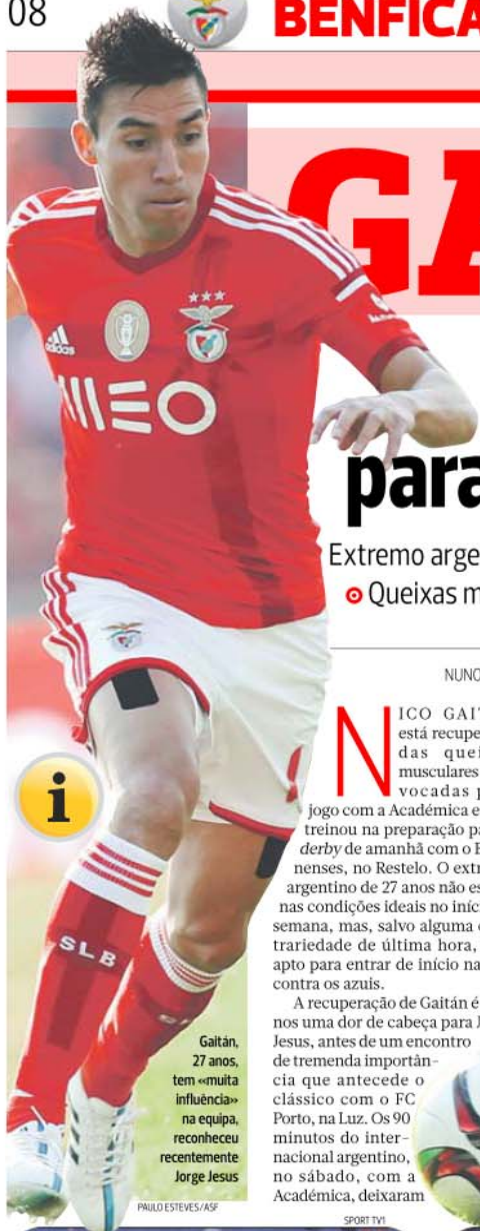 08
BENFICA
GA
adidas
MEO
para
Extremo arge
Queixas m
NUNO
NICO GAIT
está recupe
das quei
musculares
vocadas p
jogo com a Académica e
treinou na preparação pa
derby de amanhã com o B
nenses, no Restelo. O extr
argentino de 27 anos não es
nas condições ideais no iníc
semana, mas, salvo alguma c
trariedade de última hora,
apto para entrar de início na
contra os azuis.
A recuperação de Gaitán é
nos uma dor de cabeça para J
Jesus, antes de um encontro
de tremenda importân-
cia que antecede o
clássico com o FC
Porto, na Luz. Os 90
minutos do inter-
nacional argentino,
no sábado, com a
Académica, deixaram
i
SLB
Gaitán,
27 anos,
tem «muita
influência»
na equipa,
reconheceu
recentemente
Jorge Jesus
PAULO ESTEVES/ASF
SPORT TV1